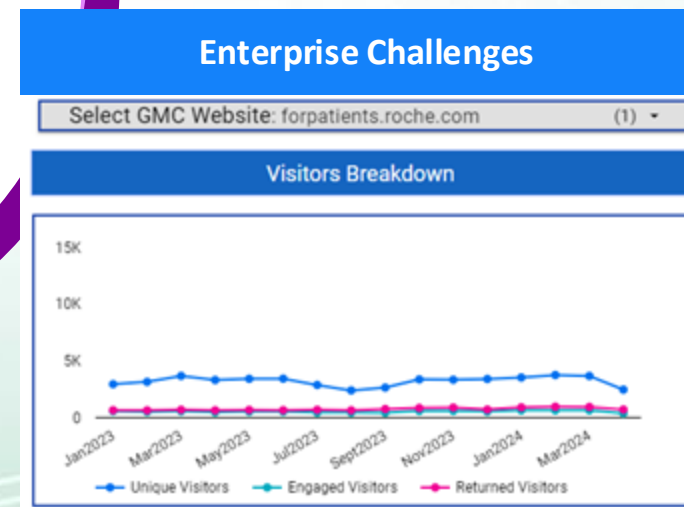 Enterprise Challenges
Select GMC Website: forpatients.roche.com (1)
Visitors Breakdown
15K
10K
5K
0
Jan2023 Mar2023 May2023 Jul2023 Sept2023 Nov2023 Jan2024 Mar2024
Unique Visitors Engaged Visitors Returned Visitors